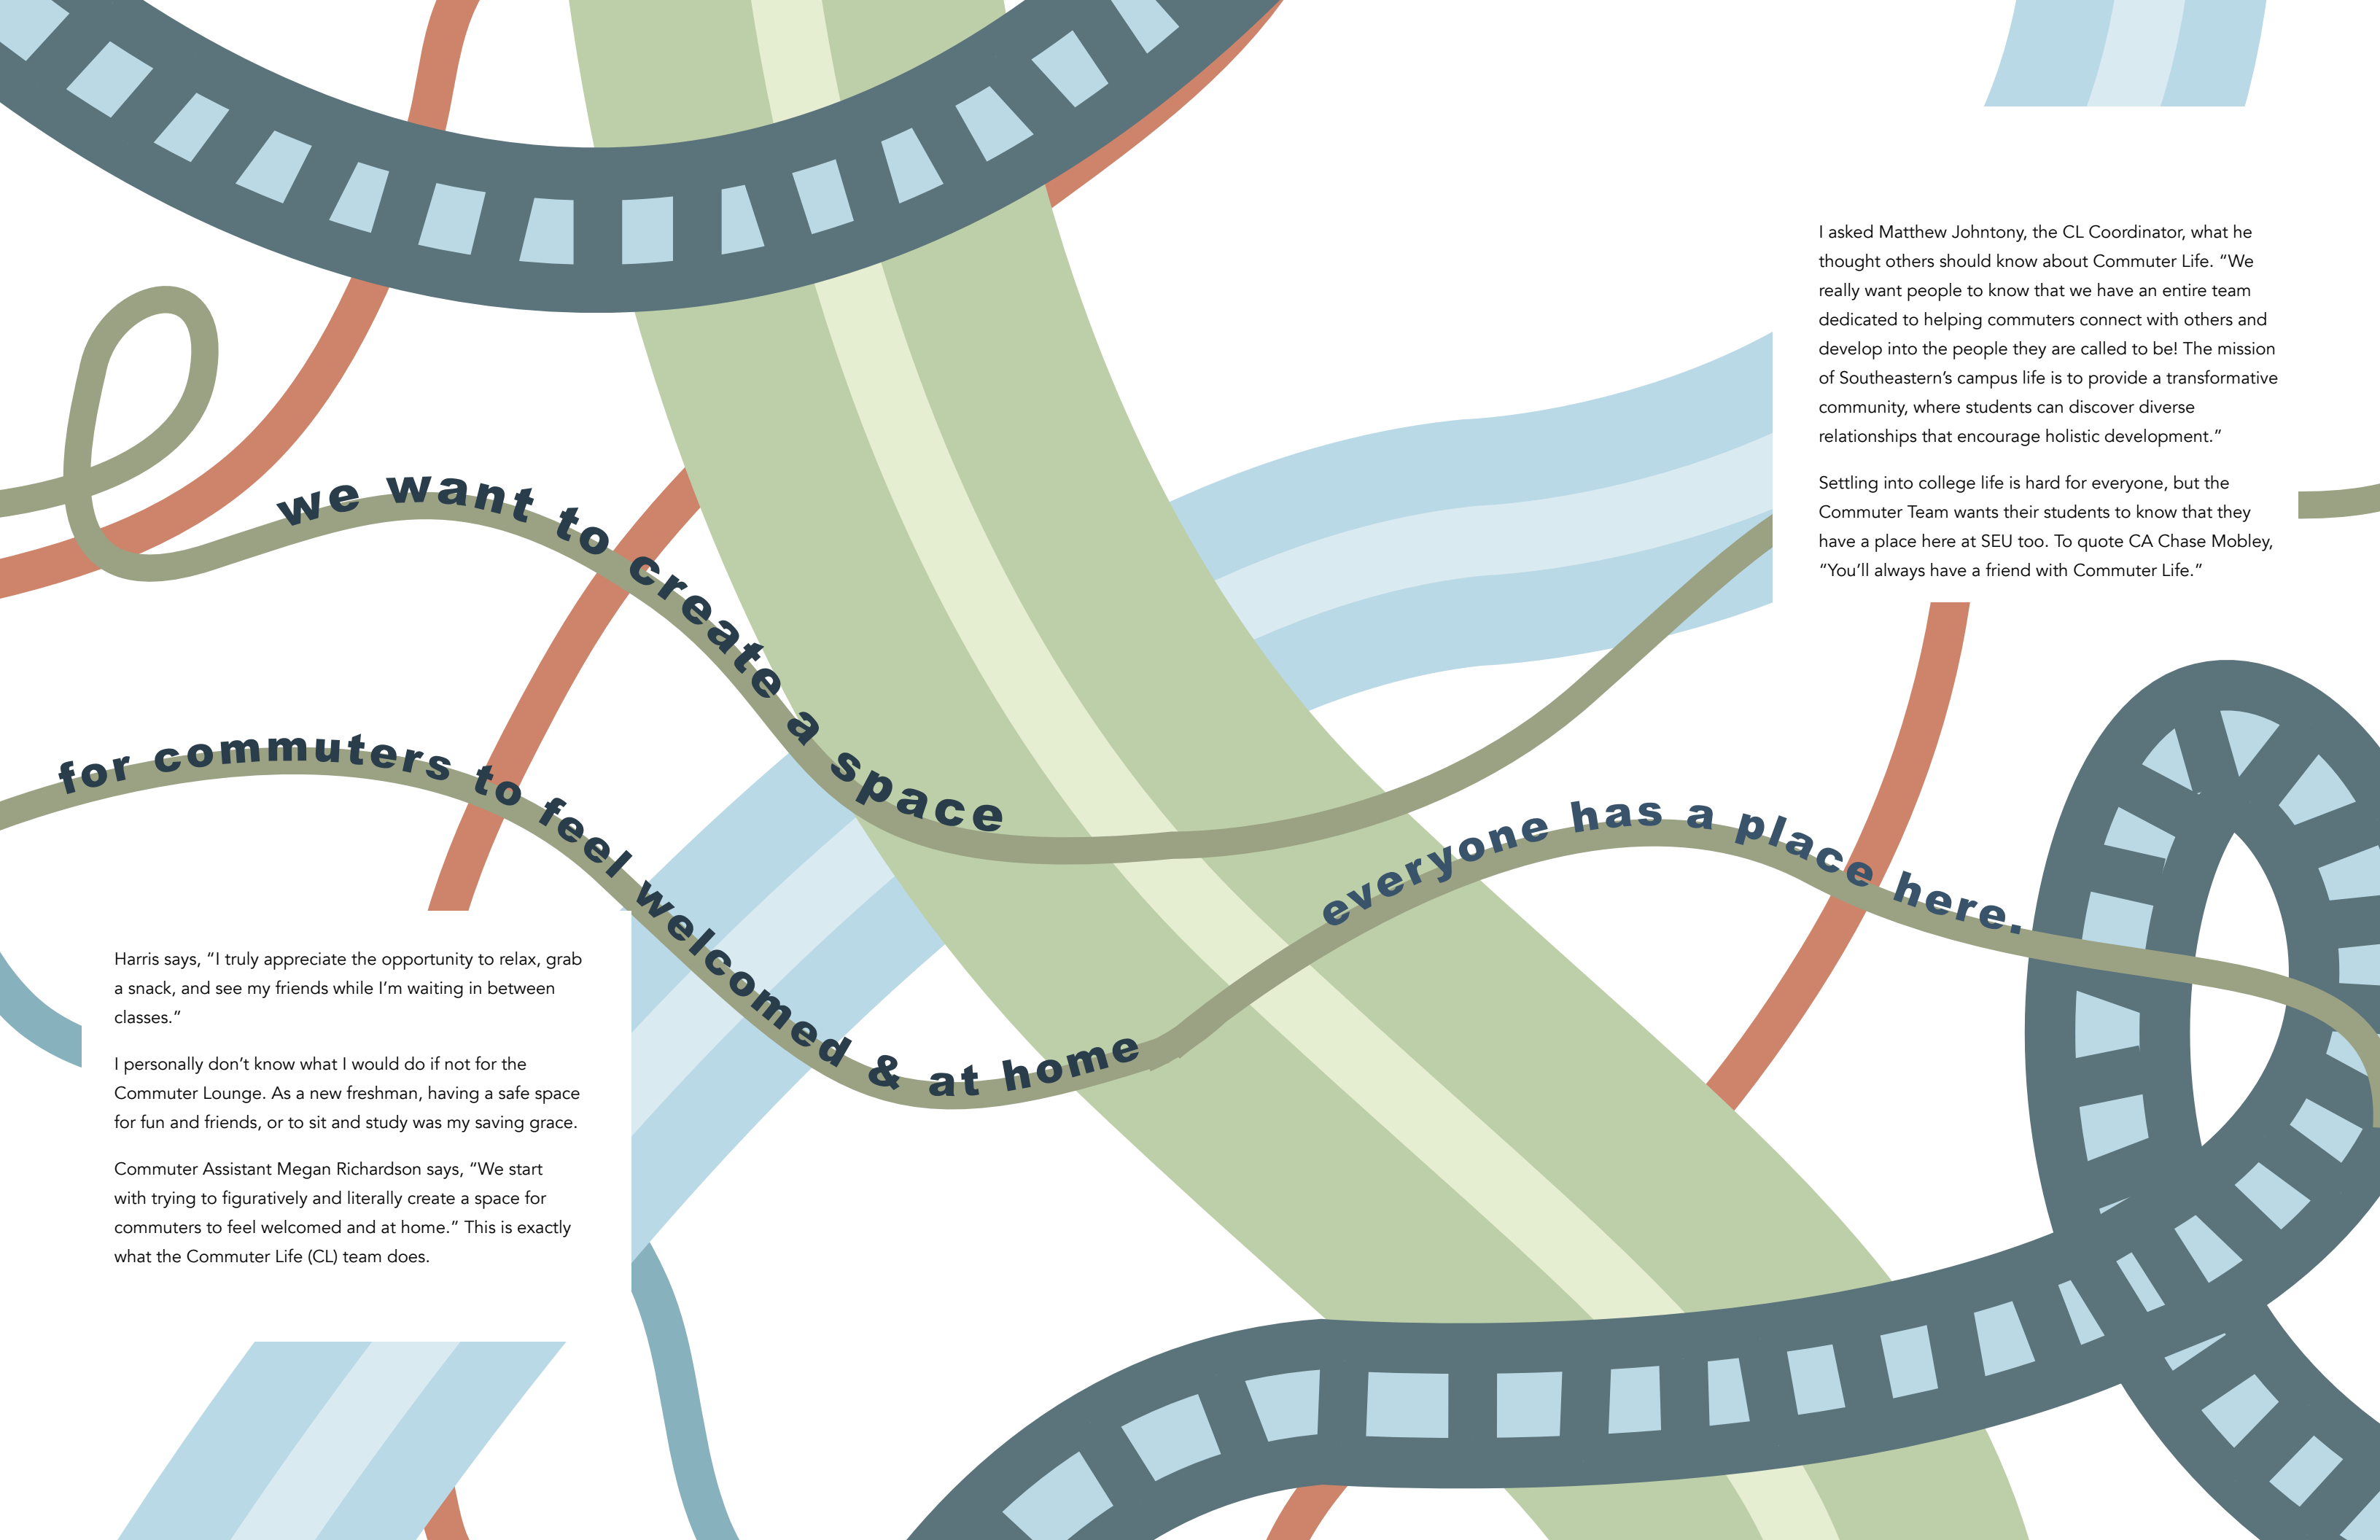 we want to create a space
for commuters to feel welcomed & at home
everyone has a place here.
Harris says, “I truly appreciate the opportunity to relax, grab
a snack, and see my friends while I’m waiting in between
classes.”
I personally don’t know what I would do if not for the
Commuter Lounge. As a new freshman, having a safe space
for fun and friends, or to sit and study was my saving grace.
Commuter Assistant Megan Richardson says, “We start
with trying to figuratively and literally create a space for
commuters to feel welcomed and at home.” This is exactly
what the Commuter Life (CL) team does.
I asked Matthew Johntony, the CL Coordinator, what he
thought others should know about Commuter Life. “We
really want people to know that we have an entire team
dedicated to helping commuters connect with others and
develop into the people they are called to be! The mission
of Southeastern’s campus life is to provide a transformative
community, where students can discover diverse
relationships that encourage holistic development.”
Settling into college life is hard for everyone, but the
Commuter Team wants their students to know that they
have a place here at SEU too. To quote CA Chase Mobley,
“You’ll always have a friend with Commuter Life.”